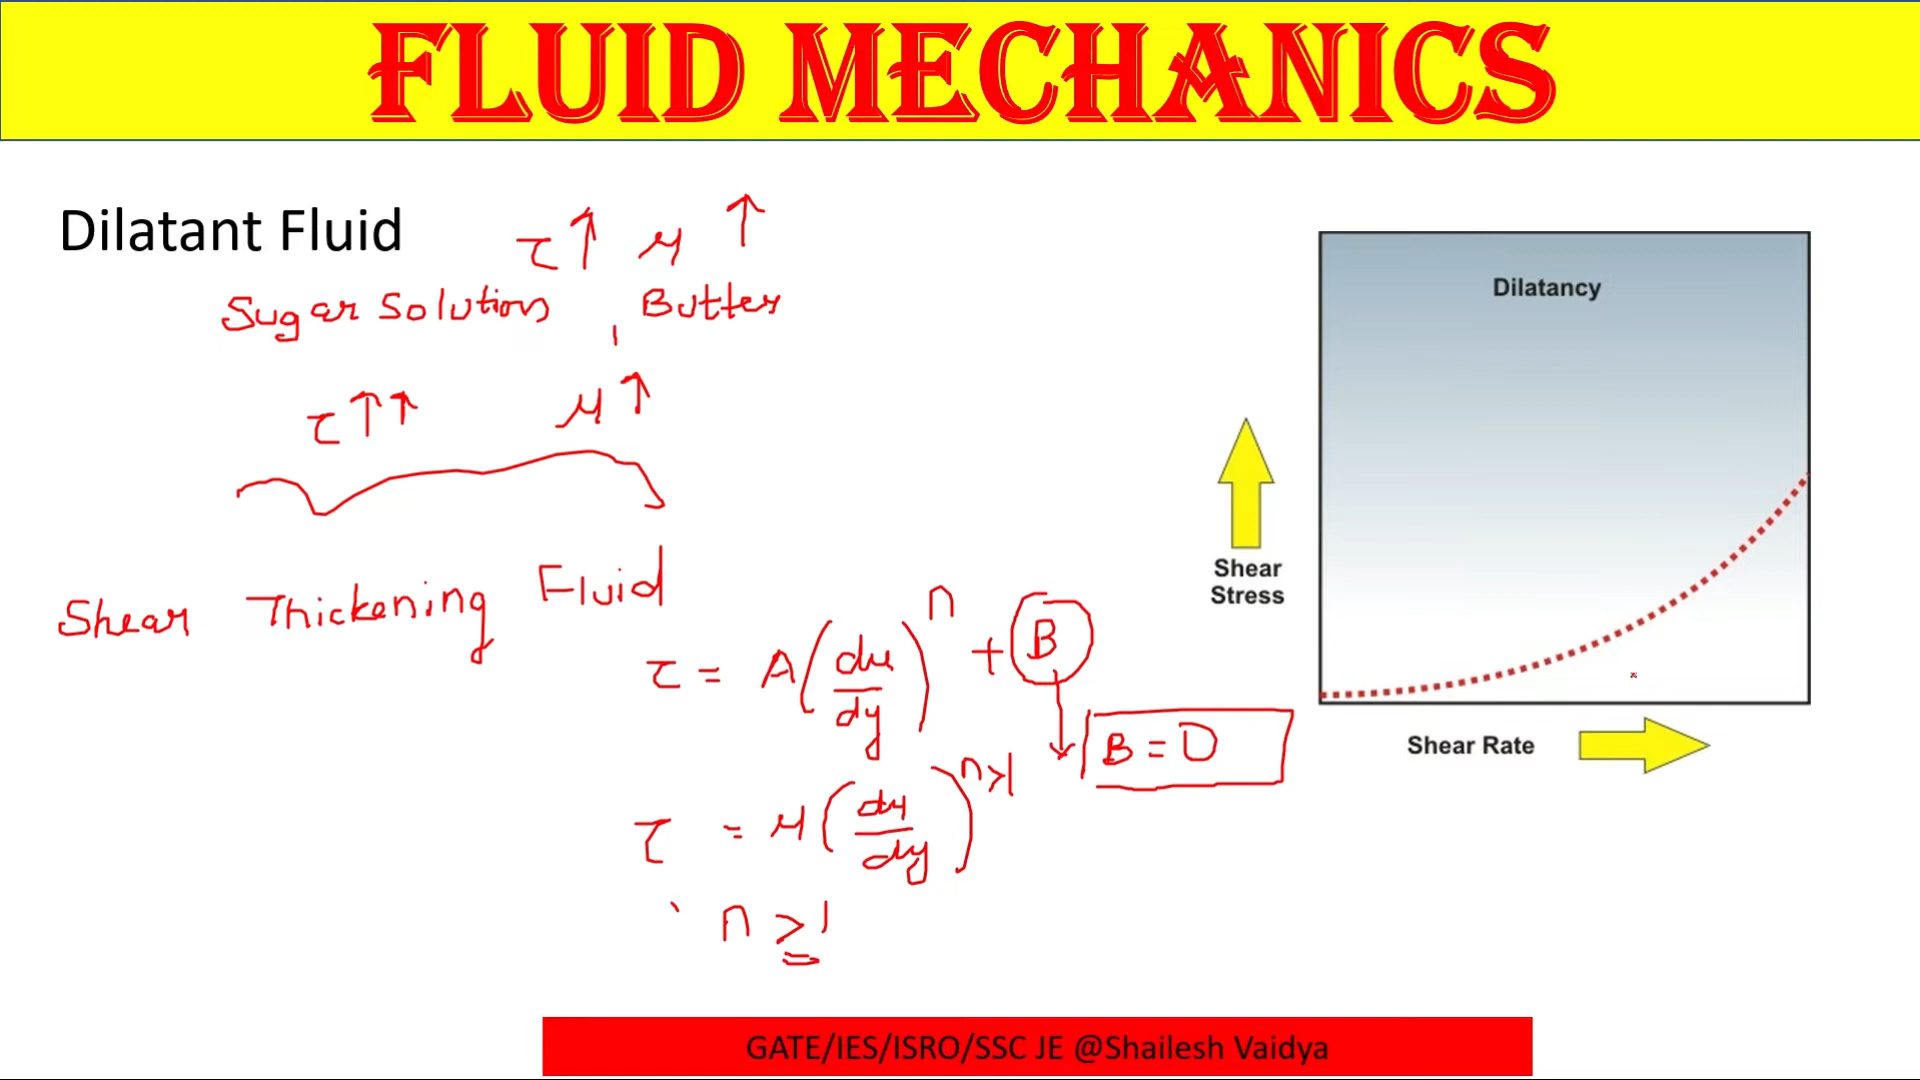 FLUID MECHANICS
Dilatant Fluid
τ ↑ μ ↑
Sugar Solution, Butter
τ ↑↑ μ ↑
Shear Thickening Fluid
τ = A(du/dy)^n + B
B = 0
τ = μ(du/dy)^n>1
n > 1
Dilatancy
Shear
Stress
Shear Rate
GATE/IES/ISRO/SSC JE @Shailesh Vaidya